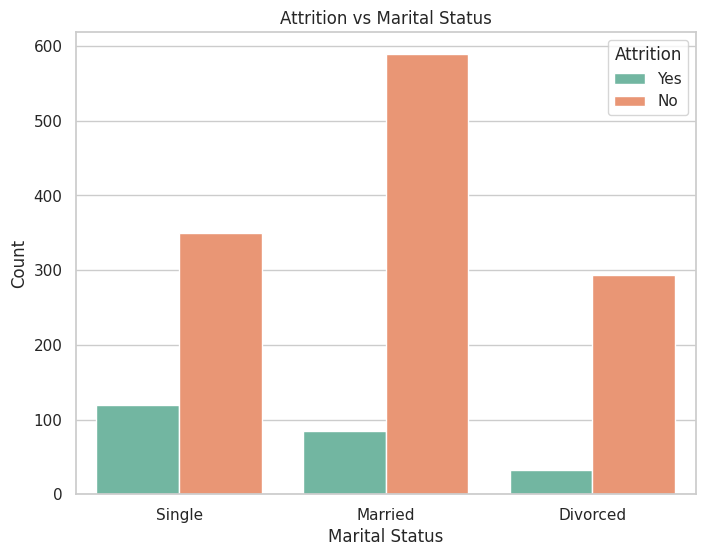 Attrition vs Marital Status
Attrition
Yes
No
Count
600
500
400
300
200
100
0
Single
Married
Divorced
Marital Status